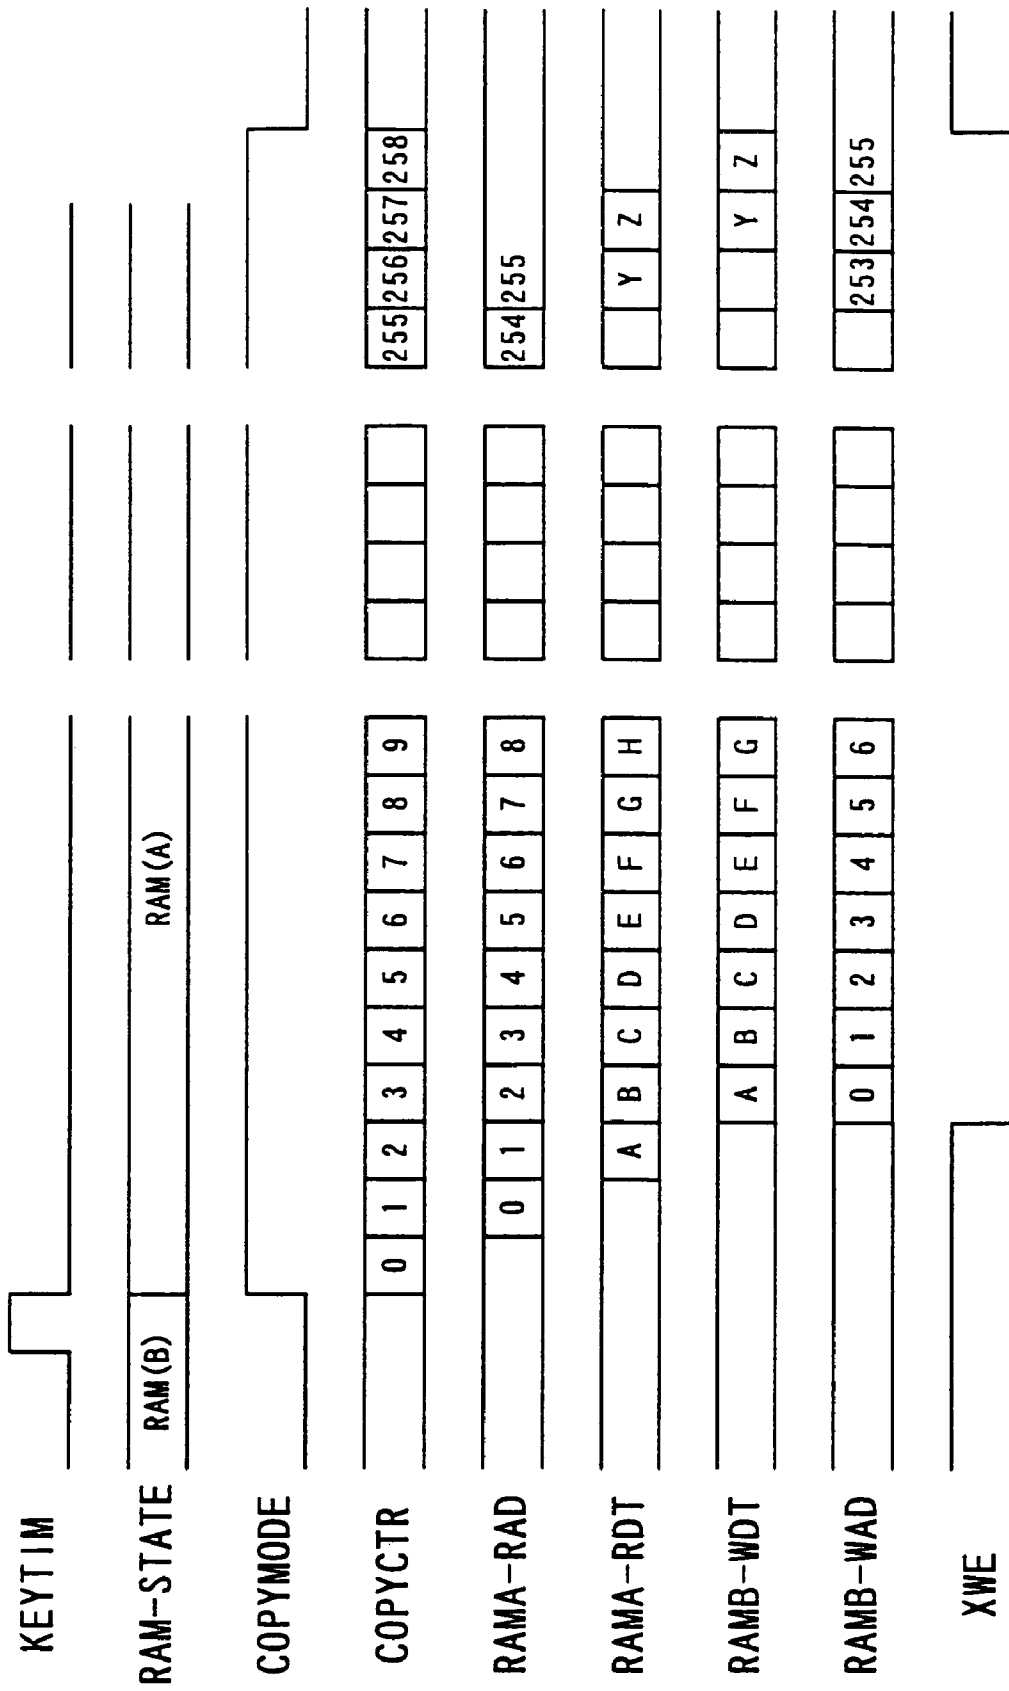 KEYTIM
RAM-STATE RAM(B) RAM(A)
COPYMODE
COPYCTR 0 1 2 3 4 5 6 7 8 9 255 256 257 258
RAMA-RAD 0 1 2 3 4 5 6 7 8 254 255
RAMA-RDT A B C D E F G H Y Z
RAMB-WDT A B C D E F G Y Z
RAMB-WAD 0 1 2 3 4 5 6 253 254 255
XWE